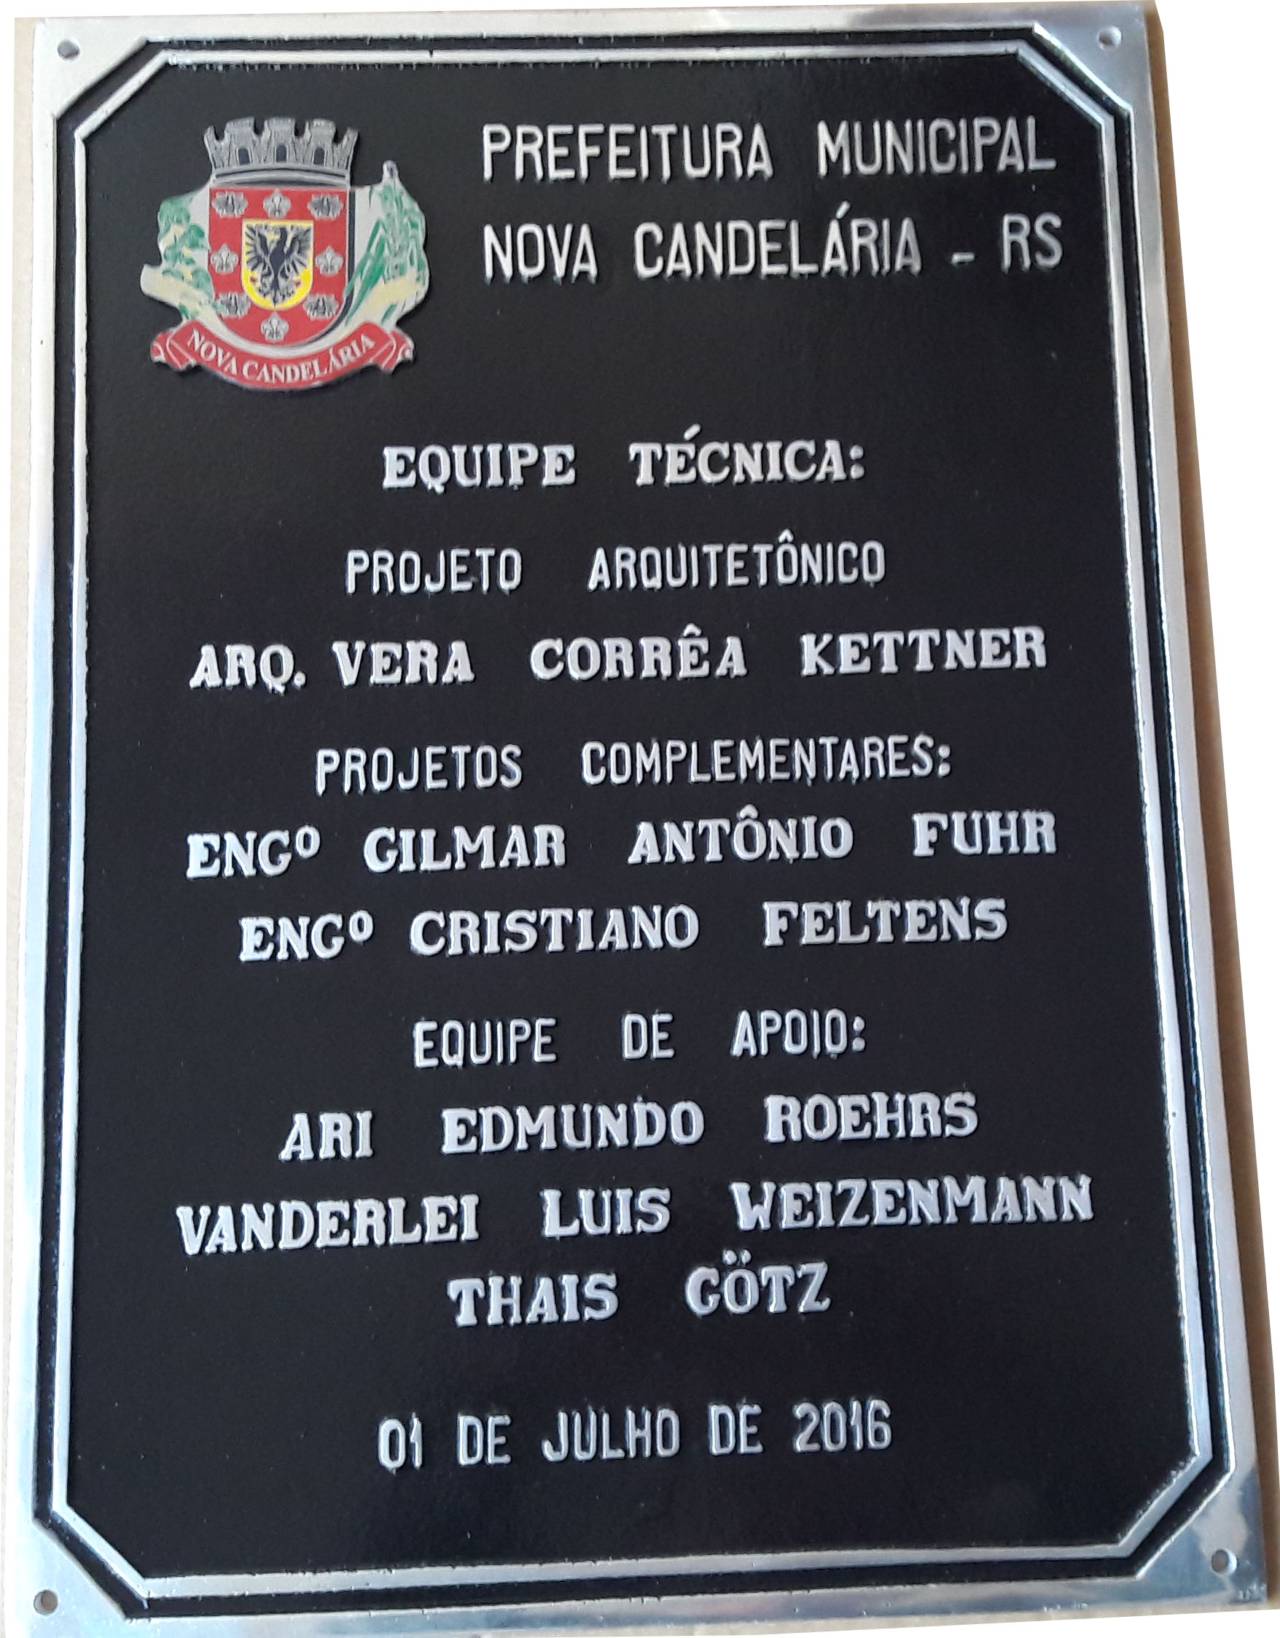 PREFEITURA MUNICIPAL
NOVA CANDELÁRIA - RS
NOVA CANDELÁRIA
EQUIPE TÉCNICA:
PROJETO ARQUITETÔNICO
ARQ. VERA CORRÊA KETTNER
PROJETOS COMPLEMENTARES:
ENGº GILMAR ANTÔNIO FUHR
ENGº CRISTIANO FELTENS
EQUIPE DE APOIO:
ARI EDMUNDO ROEHRS
VANDERLEI LUIS WEIZENMANN
THAIS GÖTZ
01 DE JULHO DE 2016